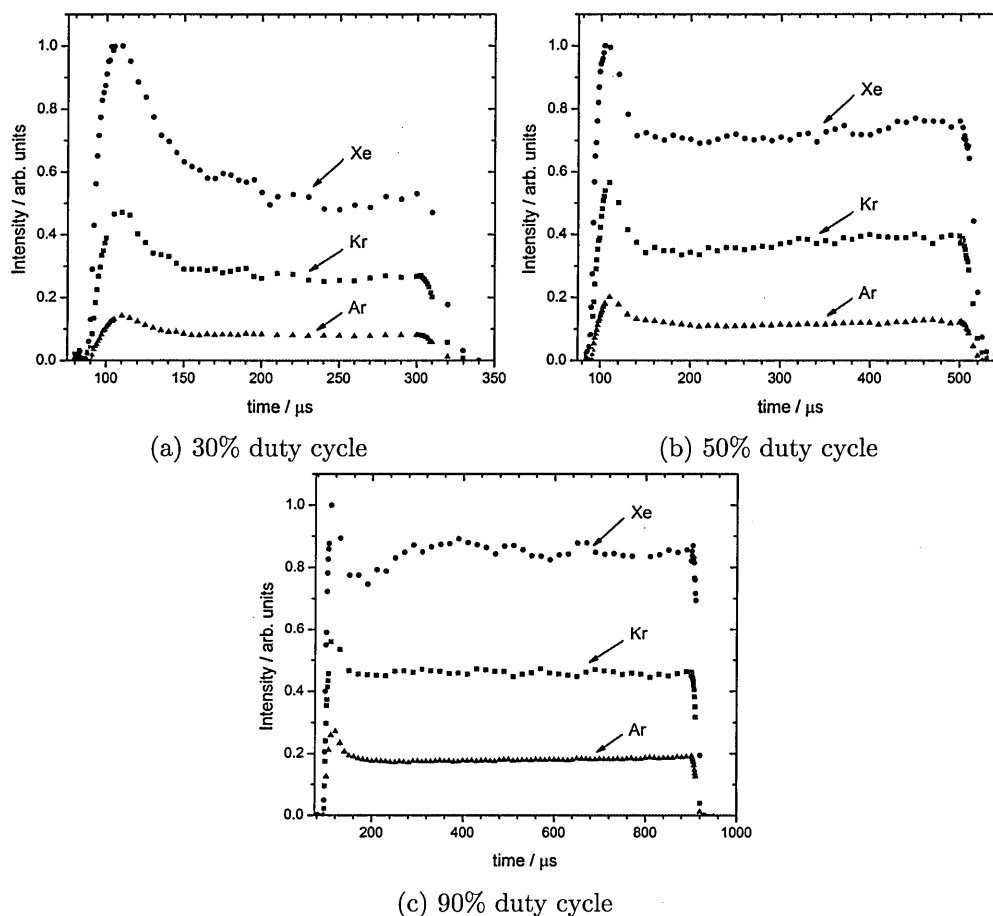 1.0
0.8
0.6
0.4
0.2
0.0
Intensity / arb. units
Xe
Kr
Ar
100 150 200 250 300 350
time / μs
(a) 30% duty cycle
1.0
0.8
0.6
0.4
0.2
0.0
Intensity / arb. units
Xe
Kr
Ar
100 200 300 400 500
time / μs
(b) 50% duty cycle
1.0
0.8
0.6
0.4
0.2
0.0
Intensity / arb. units
Xe
Kr
Ar
200 400 600 800 1000
time / μs
(c) 90% duty cycle